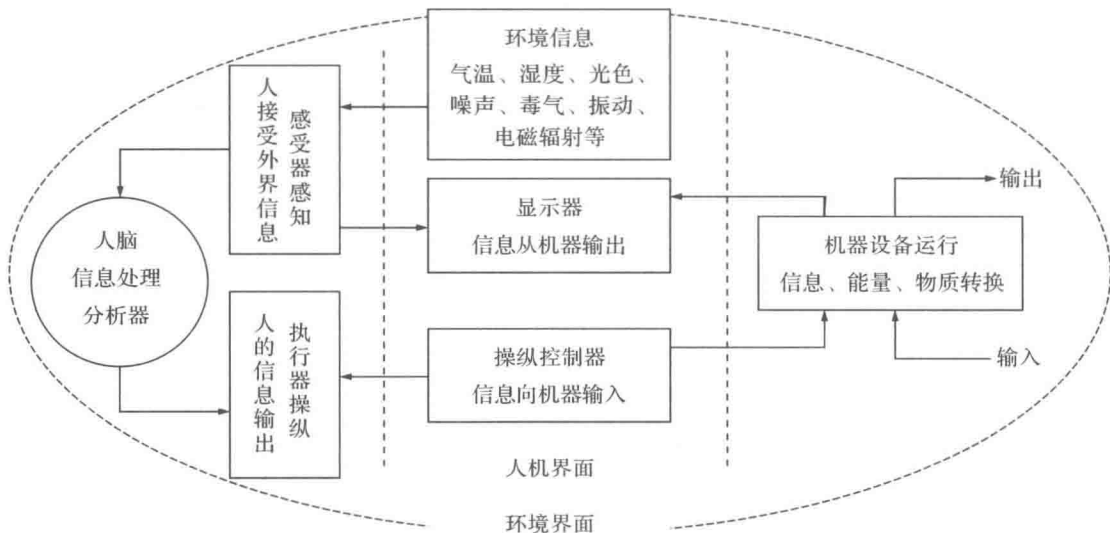 环境信息
气温、湿度、光色、
噪声、毒气、振动、
电磁辐射等
人接受外界信息
感受器感知
人脑
信息处理
分析器
显示器
信息从机器输出
输出
机器设备运行
信息、能量、物质转换
输入
人的信息输出
执行器操纵
操纵控制器
信息向机器输入
人机界面
环境界面